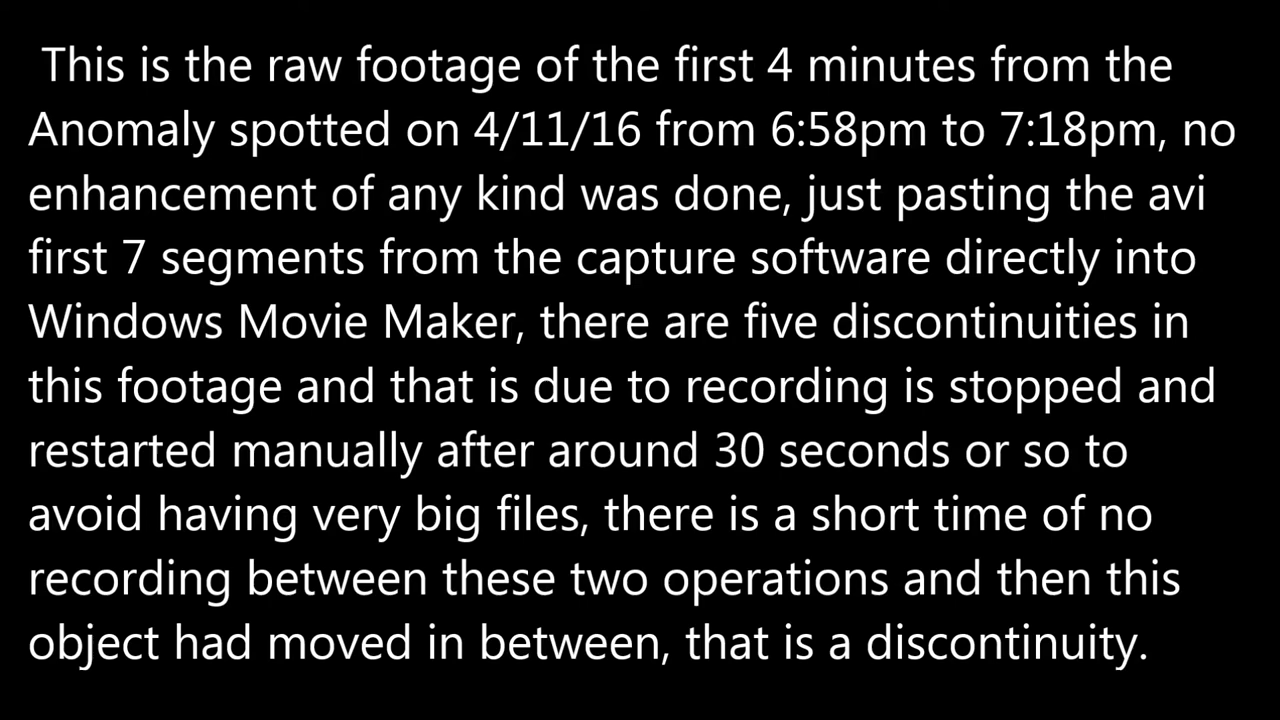 This is the raw footage of the first 4 minutes from the
Anomaly spotted on 4/11/16 from 6:58pm to 7:18pm, no
enhancement of any kind was done, just pasting the avi
first 7 segments from the capture software directly into
Windows Movie Maker, there are five discontinuities in
this footage and that is due to recording is stopped and
restarted manually after around 30 seconds or so to
avoid having very big files, there is a short time of no
recording between these two operations and then this
object had moved in between, that is a discontinuity.